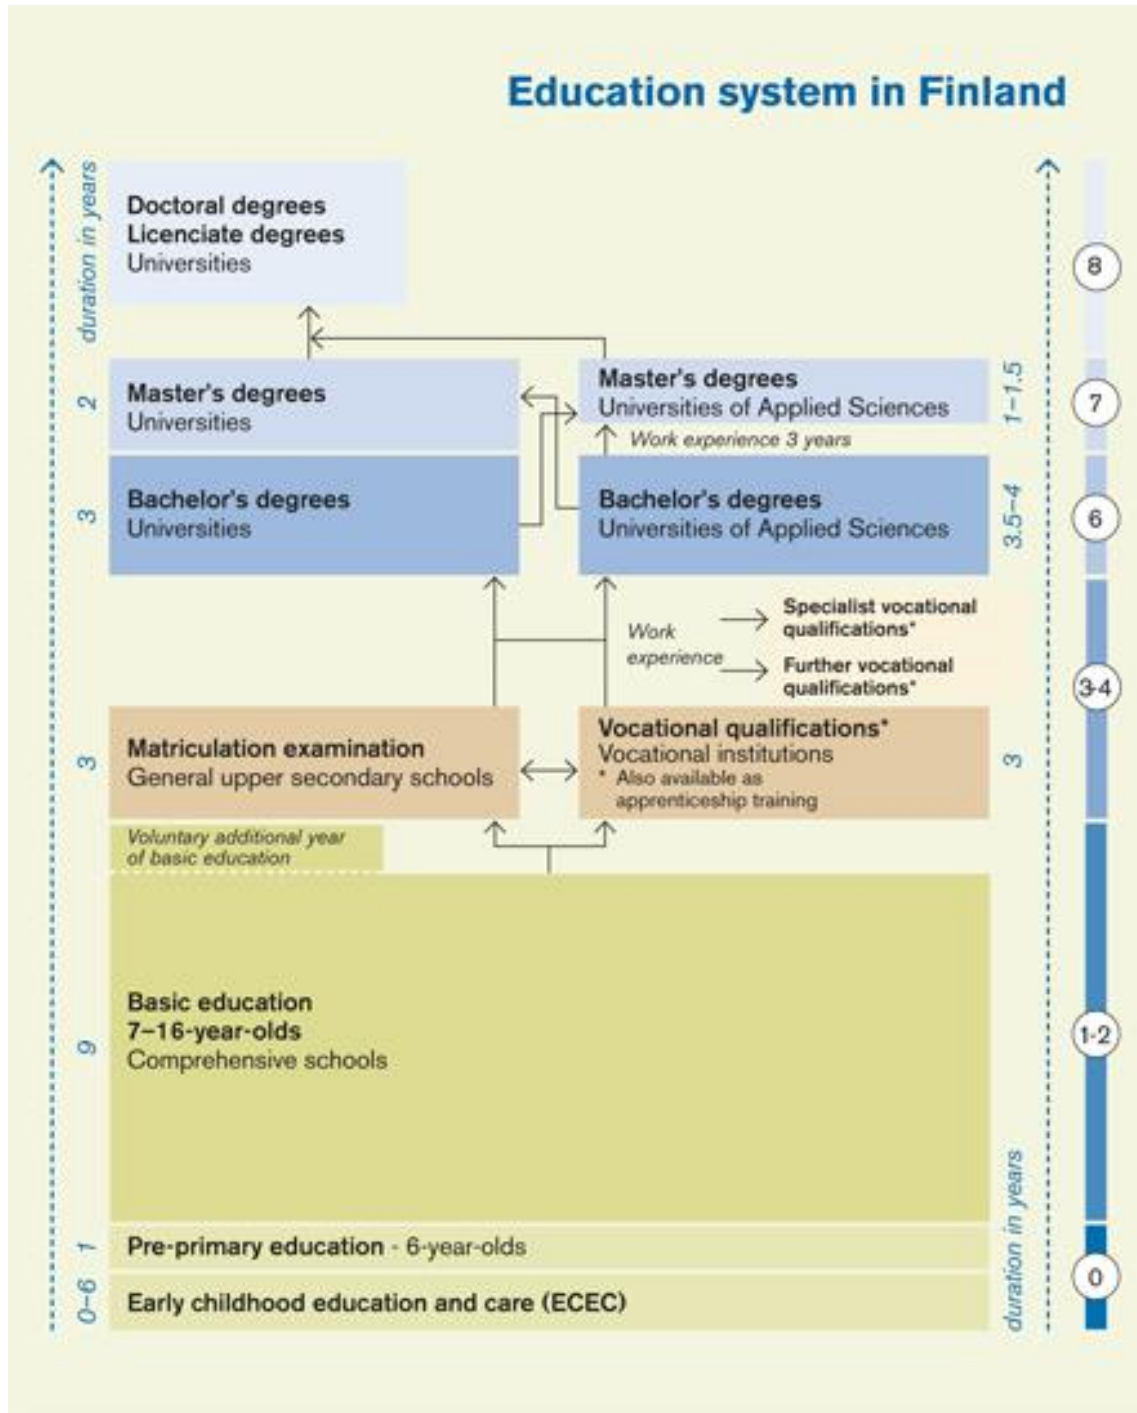 Education system in Finland
duration in years
Doctoral degrees
Licenciate degrees
Universities
8
2
Master's degrees
Universities
Master's degrees
Universities of Applied Sciences
1–1.5
7
Work experience 3 years
3
Bachelor's degrees
Universities
Bachelor's degrees
Universities of Applied Sciences
3.5–4
6
Work
experience
Specialist vocational
qualifications*
Further vocational
qualifications*
3-4
3
Matriculation examination
General upper secondary schools
Vocational qualifications*
Vocational institutions
* Also available as
apprenticeship training
3
Voluntary additional year
of basic education
9
Basic education
7–16-year-olds
Comprehensive schools
1-2
duration in years
1
Pre-primary education - 6-year-olds
0–6
Early childhood education and care (ECEC)
0